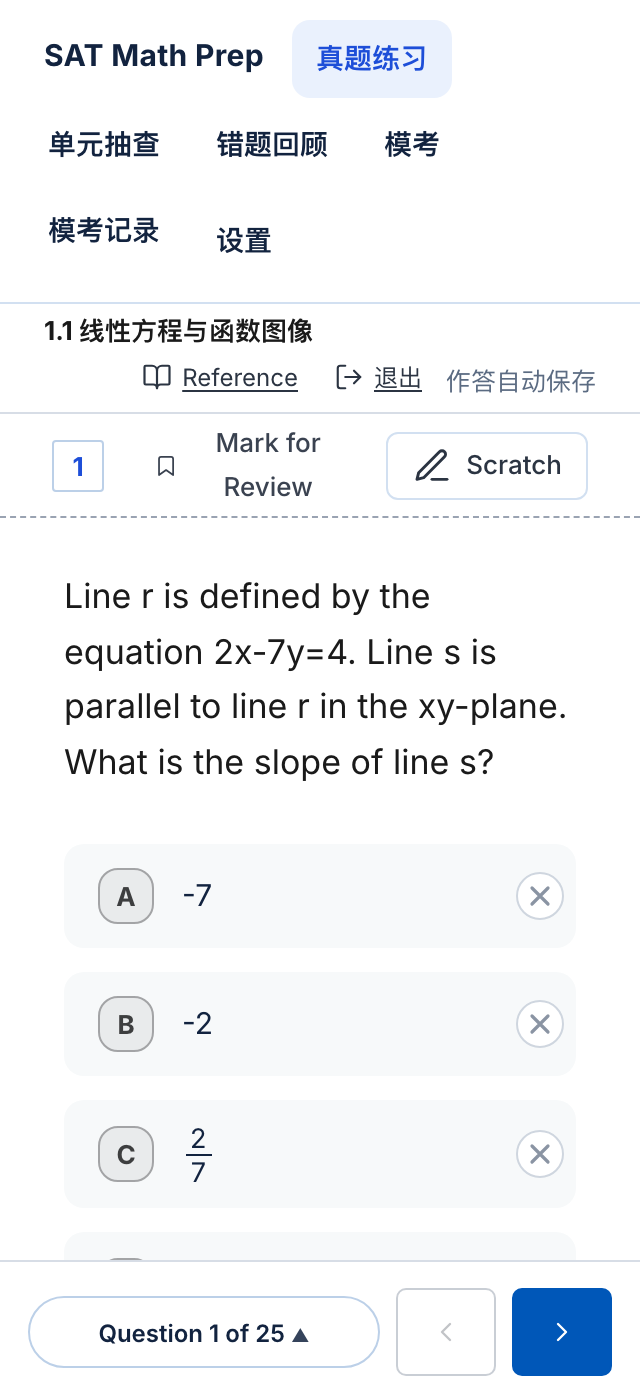 SAT Math Prep
真题练习
单元抽查
错题回顾
模考
模考记录
设置
1.1 线性方程与函数图像
Reference
退出
作答自动保存
1
Mark for
Review
Scratch
Line r is defined by the
equation 2x-7y=4. Line s is
parallel to line r in the xy-plane.
What is the slope of line s?
A
-7
B
-2
C
2
7
Question 1 of 25 ▲